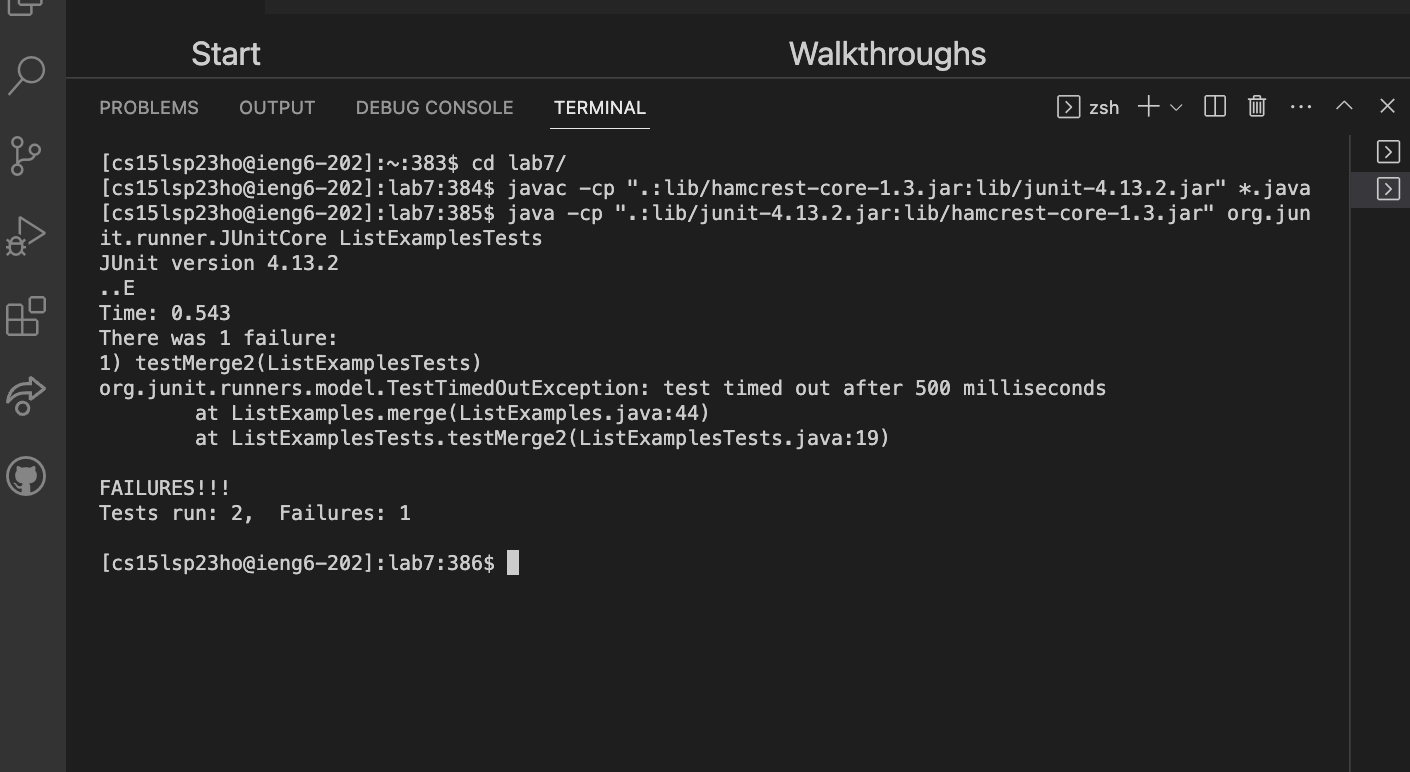 Start
Walkthroughs
PROBLEMS OUTPUT DEBUG CONSOLE TERMINAL zsh
[cs15lsp23ho@ieng6-202]:~:383$ cd lab7/
[cs15lsp23ho@ieng6-202]:lab7:384$ javac -cp ".:lib/hamcrest-core-1.3.jar:lib/junit-4.13.2.jar" *.java
[cs15lsp23ho@ieng6-202]:lab7:385$ java -cp ".:lib/junit-4.13.2.jar:lib/hamcrest-core-1.3.jar" org.jun
it.runner.JUnitCore ListExamplesTests
JUnit version 4.13.2
..E
Time: 0.543
There was 1 failure:
1) testMerge2(ListExamplesTests)
org.junit.runners.model.TestTimedOutException: test timed out after 500 milliseconds
at ListExamples.merge(ListExamples.java:44)
at ListExamplesTests.testMerge2(ListExamplesTests.java:19)
FAILURES!!!
Tests run: 2,  Failures: 1
[cs15lsp23ho@ieng6-202]:lab7:386$